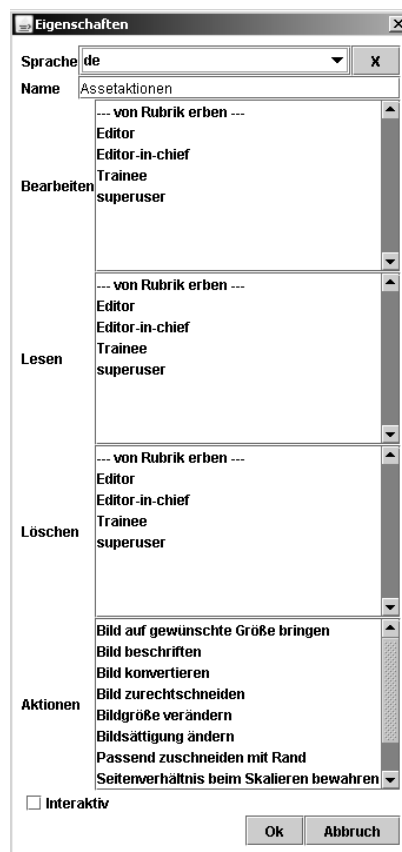 Eigenschaften
Sprache de X
Name Assetaktionen
Bearbeiten
--- von Rubrik erben ---
Editor
Editor-in-chief
Trainee
superuser
Lesen
--- von Rubrik erben ---
Editor
Editor-in-chief
Trainee
superuser
Löschen
--- von Rubrik erben ---
Editor
Editor-in-chief
Trainee
superuser
Aktionen
Bild auf gewünschte Größe bringen
Bild beschriften
Bild konvertieren
Bild zurechtschneiden
Bildgröße verändern
Bildsättigung ändern
Passend zuschneiden mit Rand
Seitenverhältnis beim Skalieren bewahren
Interaktiv
Ok Abbruch